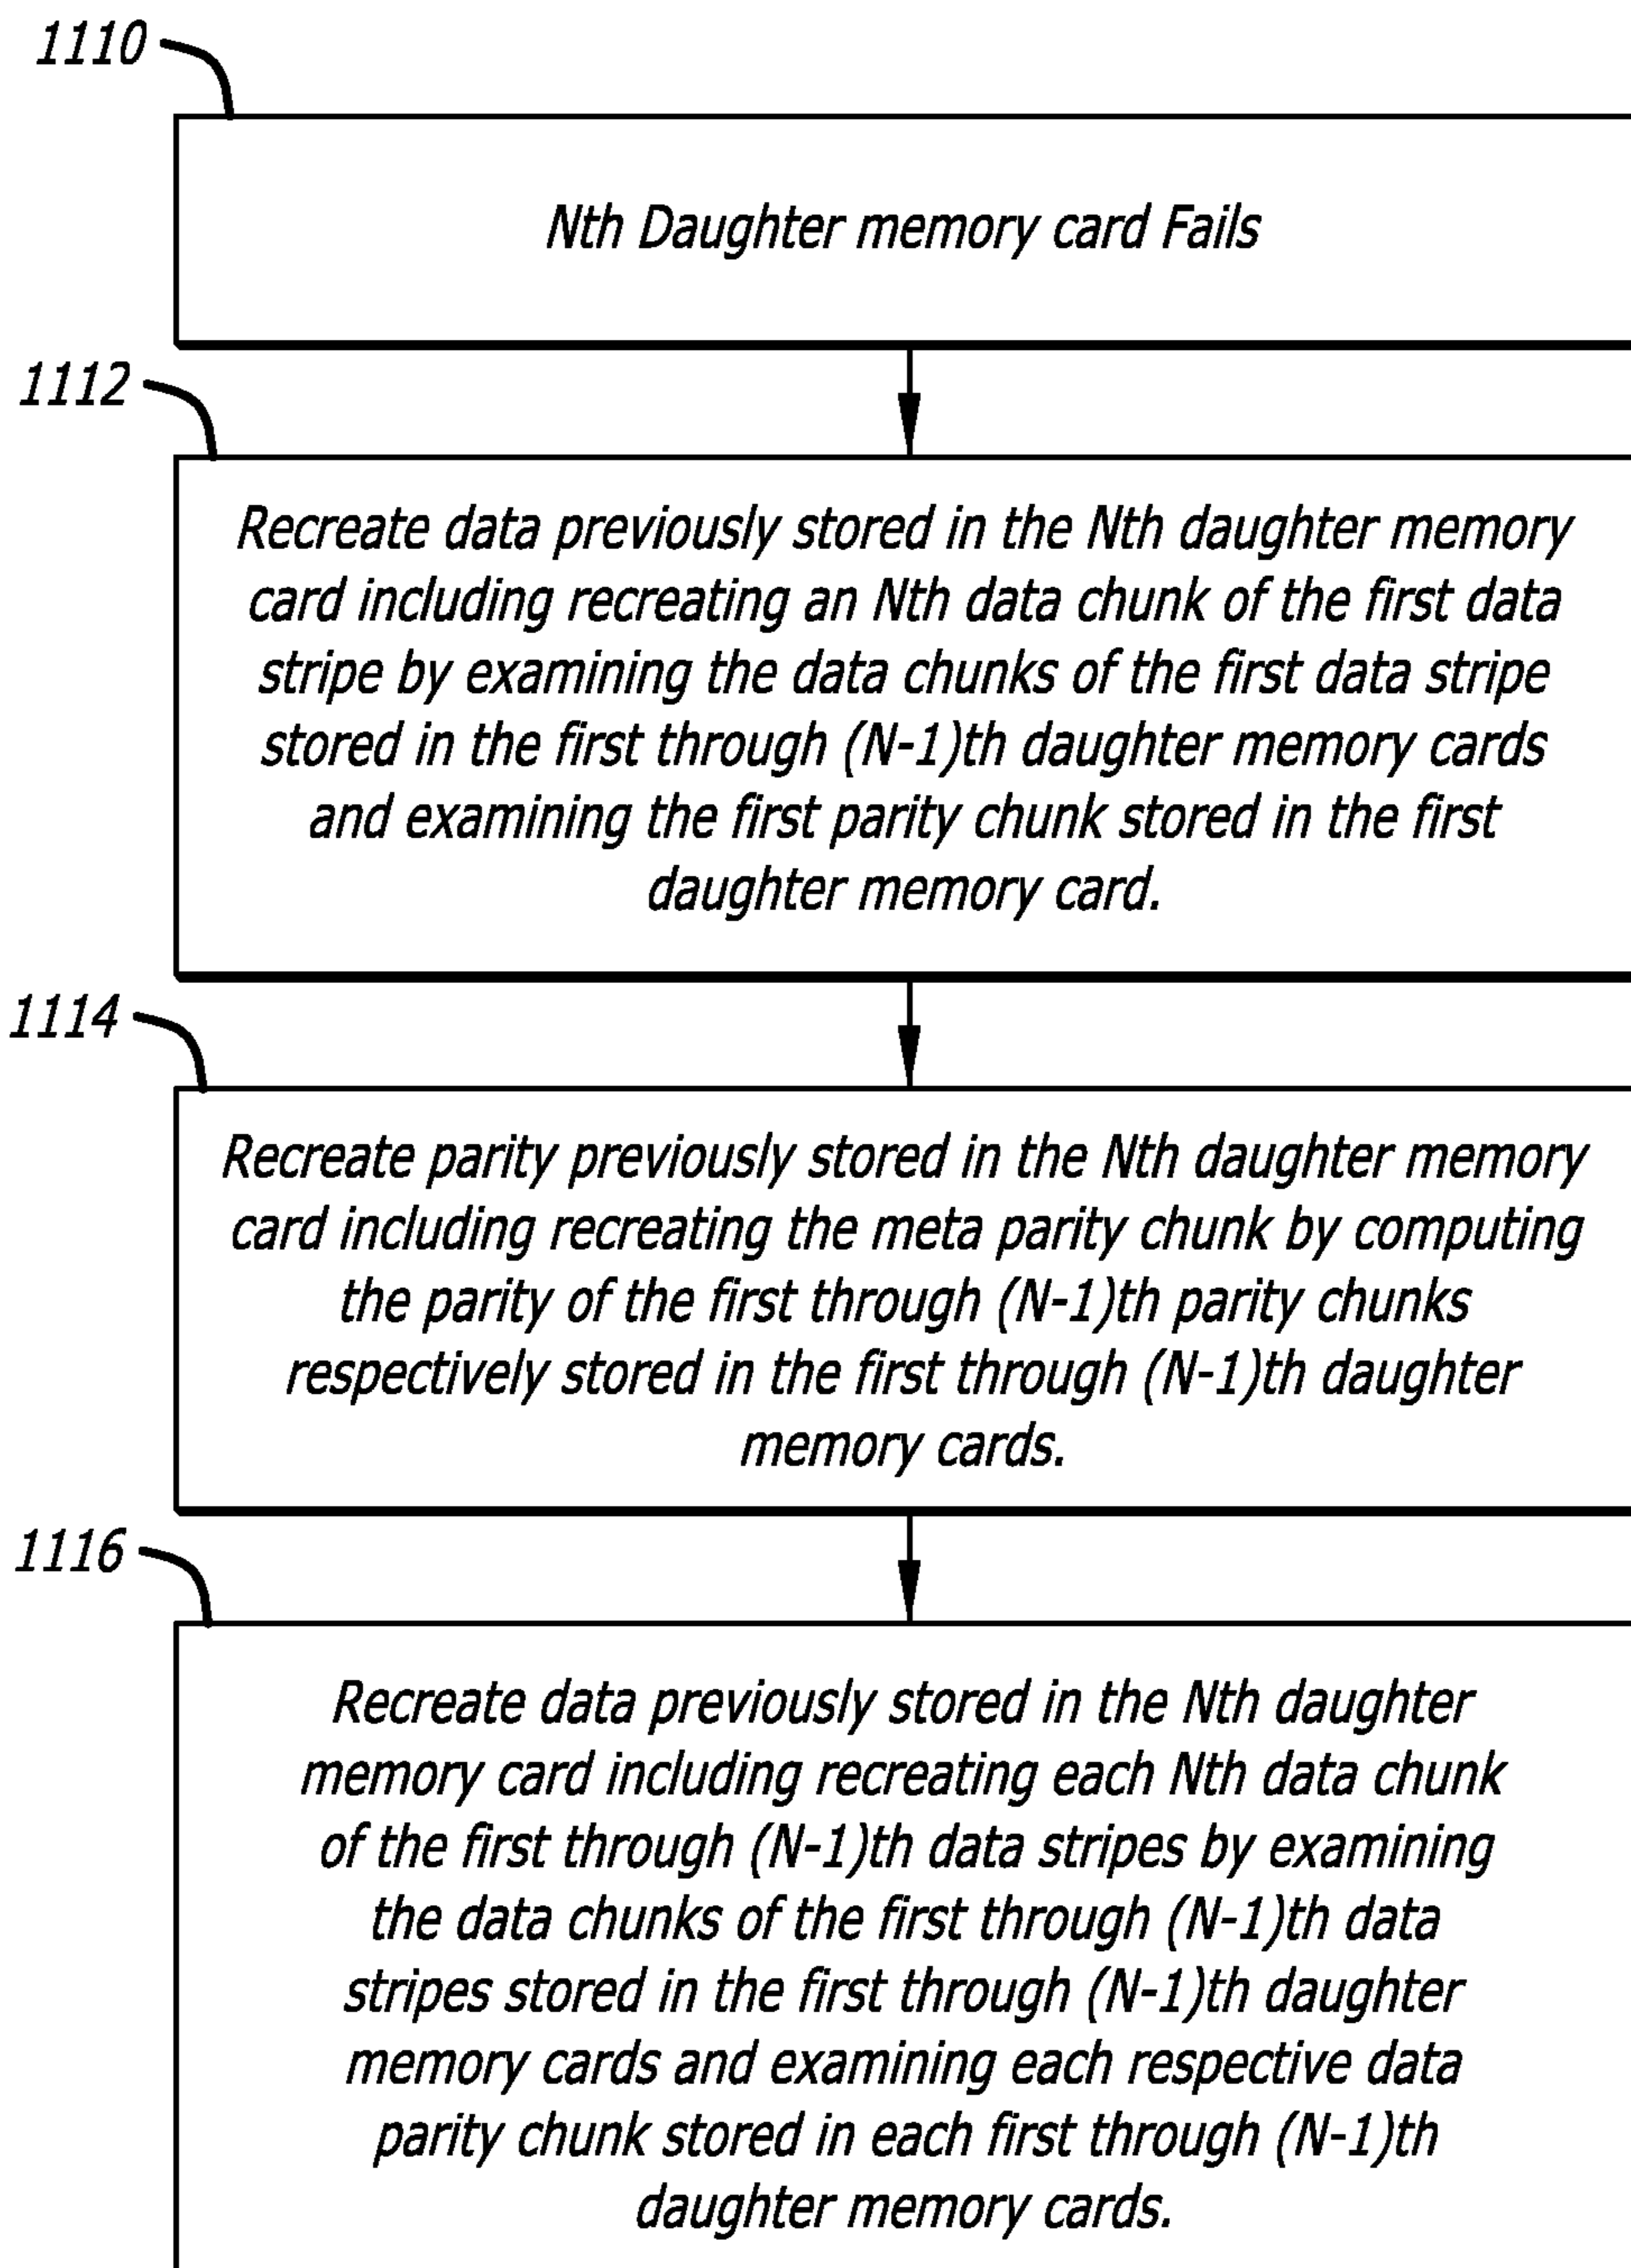 1110
Nth Daughter memory card Fails
1112
Recreate data previously stored in the Nth daughter memory
card including recreating an Nth data chunk of the first data
stripe by examining the data chunks of the first data stripe
stored in the first through (N-1)th daughter memory cards
and examining the first parity chunk stored in the first
daughter memory card.
1114
Recreate parity previously stored in the Nth daughter memory
card including recreating the meta parity chunk by computing
the parity of the first through (N-1)th parity chunks
respectively stored in the first through (N-1)th daughter
memory cards.
1116
Recreate data previously stored in the Nth daughter
memory card including recreating each Nth data chunk
of the first through (N-1)th data stripes by examining
the data chunks of the first through (N-1)th data
stripes stored in the first through (N-1)th daughter
memory cards and examining each respective data
parity chunk stored in each first through (N-1)th
daughter memory cards.